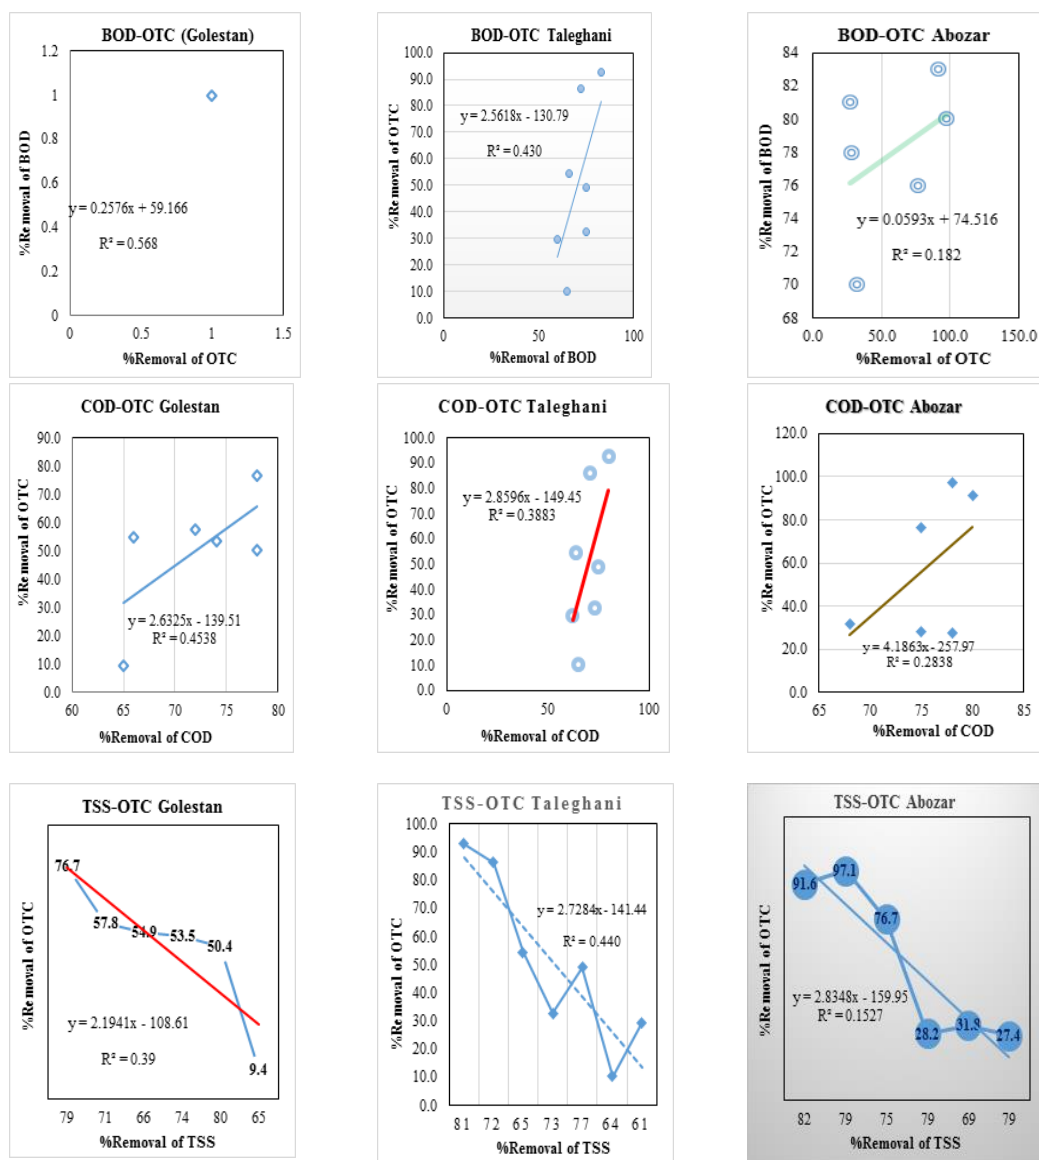 BOD-OTC (Golestan)
%Removal of BOD
1.2
1
0.8
0.6
0.4
0.2
0
y = 0.2576x + 59.166
R² = 0.568
0 0.5 1 1.5
%Removal of OTC
BOD-OTC Taleghani
%Removal of OTC
100.0
90.0
80.0
70.0
60.0
50.0
40.0
30.0
20.0
10.0
0.0
y = 2.5618x - 130.79
R² = 0.430
50 100
%Removal of BOD
BOD-OTC Abozar
%Removal of BOD
84
82
80
78
76
74
72
70
68
y = 0.0593x + 74.516
R² = 0.182
0.0 50.0 100.0 150.0
%Removal of OTC
COD-OTC Golestan
%Removal of OTC
90.0
80.0
70.0
60.0
50.0
40.0
30.0
20.0
10.0
0.0
y = 2.6325x - 139.51
R² = 0.4538
60 65 70 75 80
%Removal of COD
COD-OTC Taleghani
%Removal of OTC
100.0
90.0
80.0
70.0
60.0
50.0
40.0
30.0
20.0
10.0
0.0
y = 2.8596x - 149.45
R² = 0.3883
0 50 100
%Removal of COD
COD-OTC Abozar
%Removal of OTC
120.0
100.0
80.0
60.0
40.0
20.0
0.0
y = 4.1863x - 257.97
R² = 0.2838
65 70 75 80 85
%Removal of COD
TSS-OTC Golestan
%Removal of OTC
76.7
57.8 54.9 53.5 50.4
9.4
y = 2.1941x - 108.61
R² = 0.39
79 71 66 74 80 65
%Removal of TSS
TSS-OTC Taleghani
%Removal of OTC
100.0
90.0
80.0
70.0
60.0
50.0
40.0
30.0
20.0
10.0
0.0
y = 2.7284x - 141.44
R² = 0.440
81 72 65 73 77 64 61
%Removal of TSS
TSS-OTC Abozar
%Removal of OTC
91.6 97.1 76.7
28.2 31.8 27.4
y = 2.8348x - 159.95
R² = 0.1527
82 79 75 79 69 79
%Removal of TSS